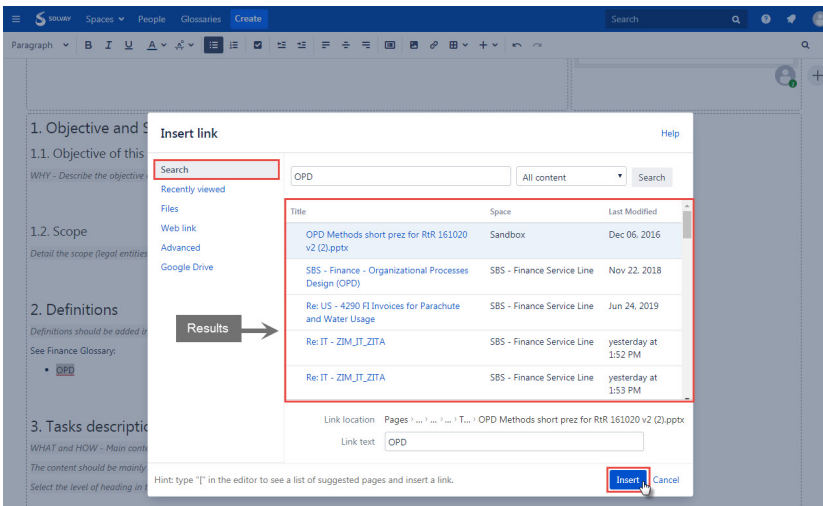 SOLVAY Spaces People Glossaries Create Search
Paragraph B I U A
1. Objective and S
1.1. Objective of this
WHY - Describe the objective
1.2. Scope
Detail the scope (legal entities
2. Definitions
Definitions should be added in
See Finance Glossary:
• OPD
3. Tasks descriptio
WHAT and HOW - Main conte
The content should be mainly
Select the level of heading in t
Insert link Help
Search
Recently viewed
Files
Web link
Advanced
Google Drive
OPD All content Search
Title Space Last Modified
OPD Methods short prez for RtR 161020 Sandbox Dec 06, 2016
v2 (2).pptx
SBS - Finance - Organizational Processes SBS - Finance Service Line Nov 22, 2018
Design (OPD)
Re: US - 4290 FI Invoices for Parachute SBS - Finance Service Line Jun 24, 2019
and Water Usage
Re: IT - ZIM_IT_ZITA SBS - Finance Service Line yesterday at
1:52 PM
Re: IT - ZIM_IT_ZITA SBS - Finance Service Line yesterday at
1:53 PM
Results
Link location Pages › ... › ... › ... › T... › OPD Methods short prez for RtR 161020 v2 (2).pptx
Link text OPD
Hint: type "[" in the editor to see a list of suggested pages and insert a link. Insert Cancel